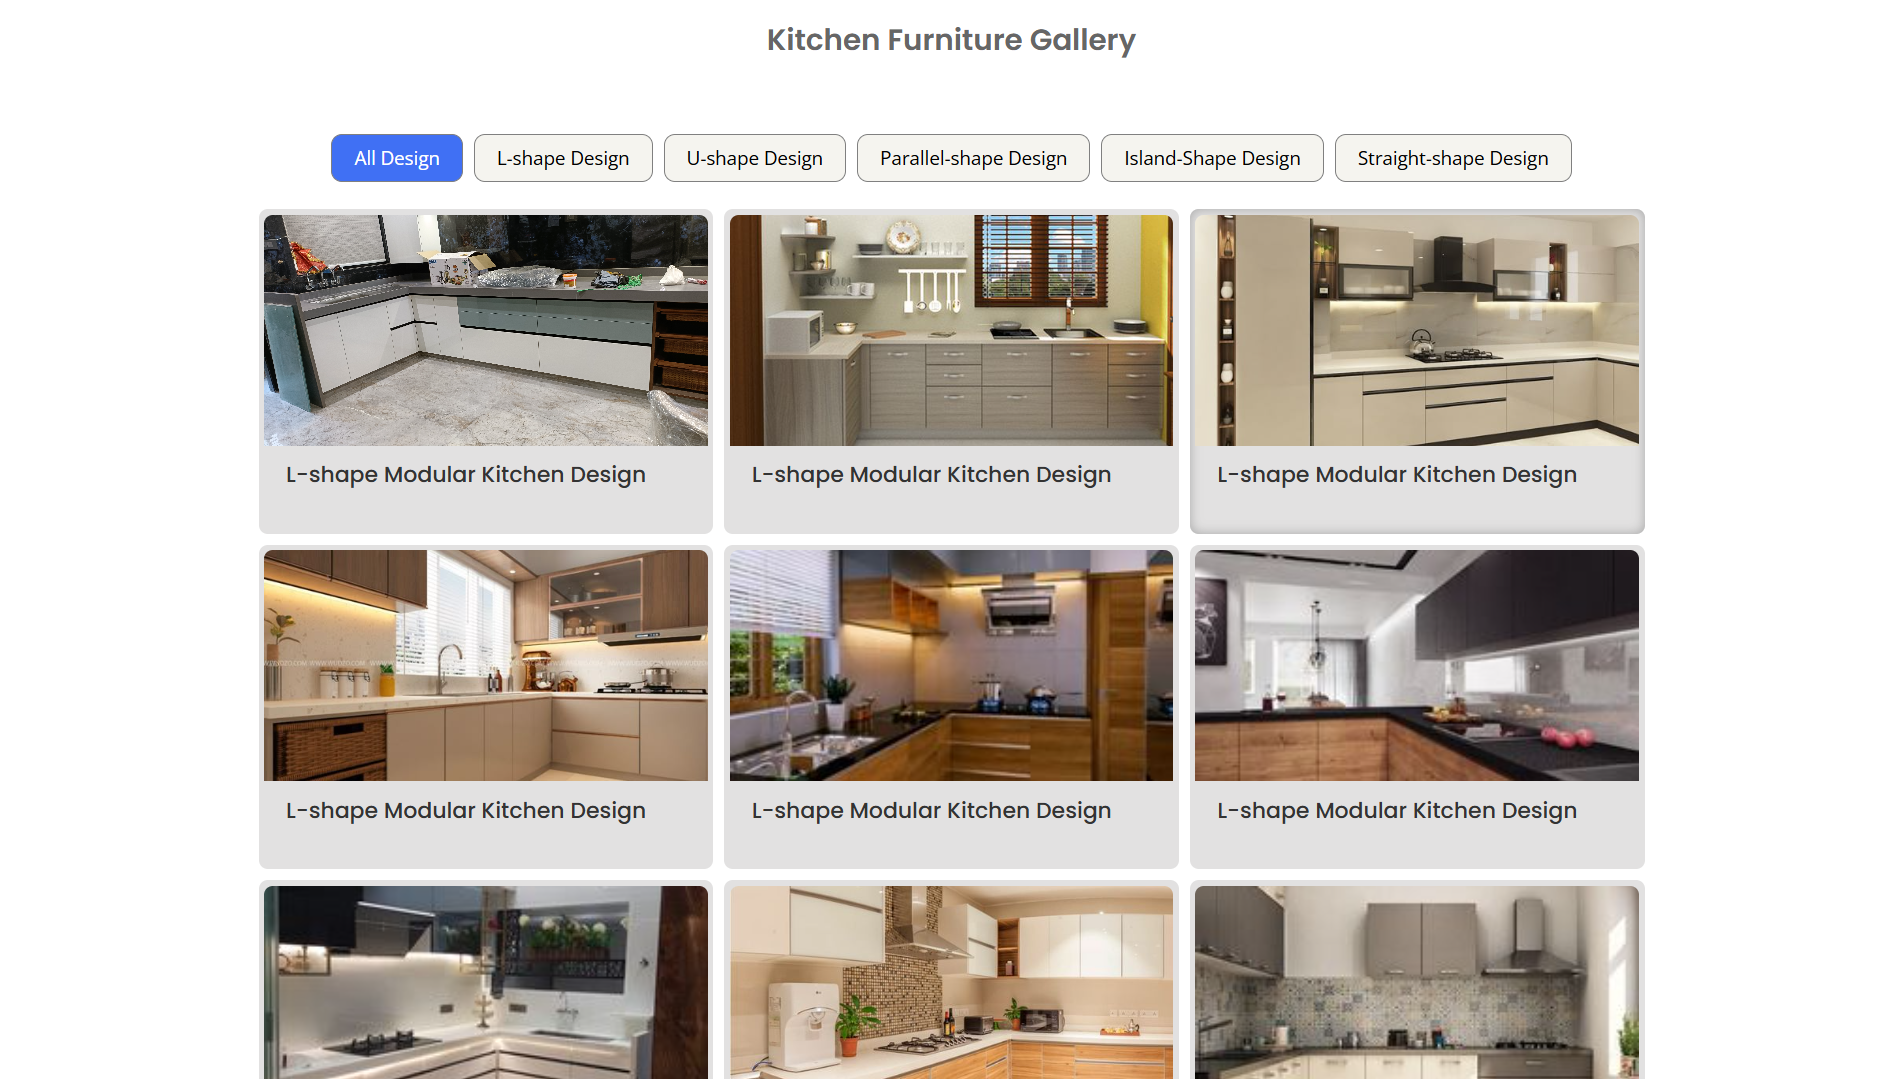 Kitchen Furniture Gallery
All Design
L-shape Design
U-shape Design
Parallel-shape Design
Island-Shape Design
Straight-shape Design
L-shape Modular Kitchen Design
L-shape Modular Kitchen Design
L-shape Modular Kitchen Design
L-shape Modular Kitchen Design
L-shape Modular Kitchen Design
L-shape Modular Kitchen Design